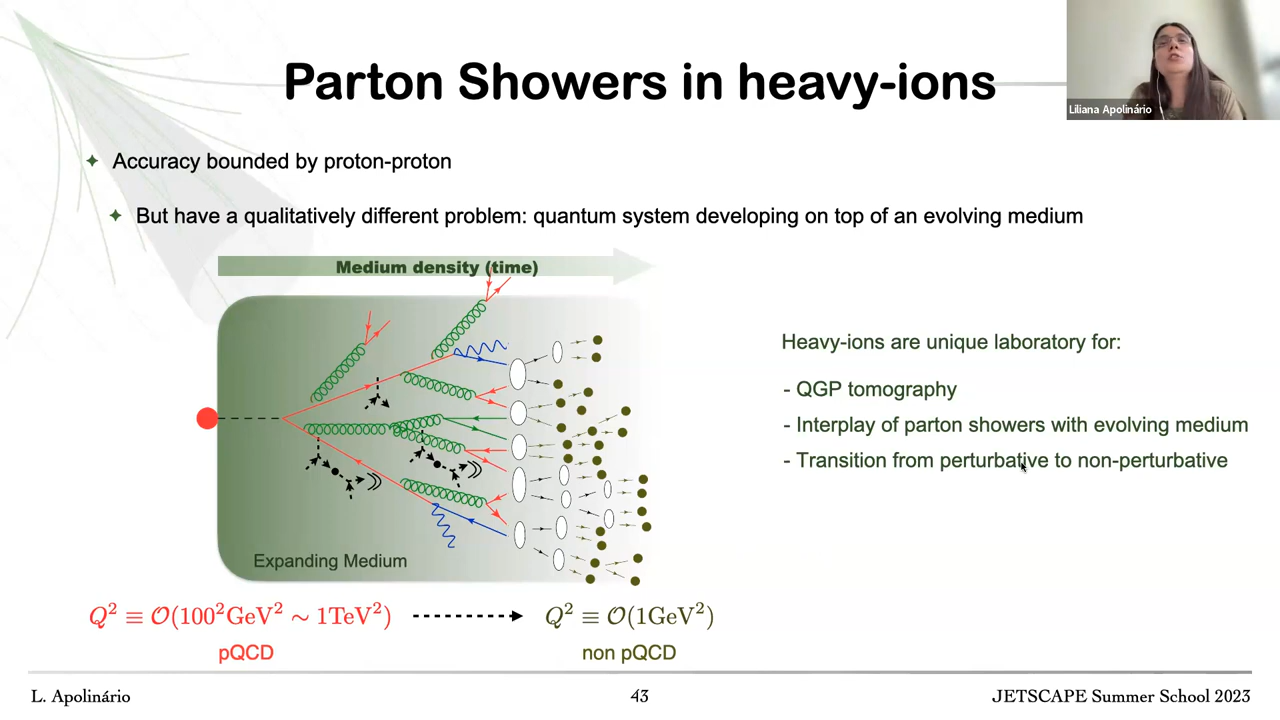 Parton Showers in heavy-ions
Liliana Apolinário
✦ Accuracy bounded by proton-proton
✦ But have a qualitatively different problem: quantum system developing on top of an evolving medium
Medium density (time)
Heavy-ions are unique laboratory for:
- QGP tomography
- Interplay of parton showers with evolving medium
- Transition from perturbative to non-perturbative
Expanding Medium
Q² ≡ 𝒪(100²GeV² ∼ 1TeV²)
Q² ≡ 𝒪(1GeV²)
pQCD
non pQCD
L. Apolinário
43
JETSCAPE Summer School 2023